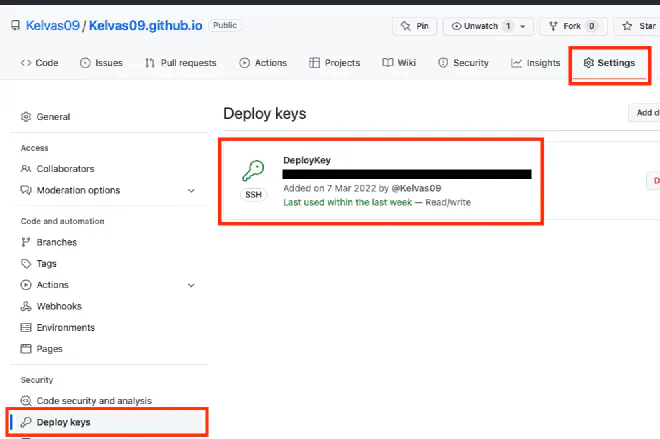 Kelvas09 / Kelvas09.github.io Public
Pin Unwatch 1 Fork 0 Star
Code Issues Pull requests Actions Projects Wiki Security Insights Settings
General
Access
Collaborators
Moderation options
Code and automation
Branches
Tags
Actions
Webhooks
Environments
Pages
Security
Code security and analysis
Deploy keys
Deploy keys
Add d
DeployKey
SSH
Added on 7 Mar 2022 by @Kelvas09
Last used within the last week — Read/write
D